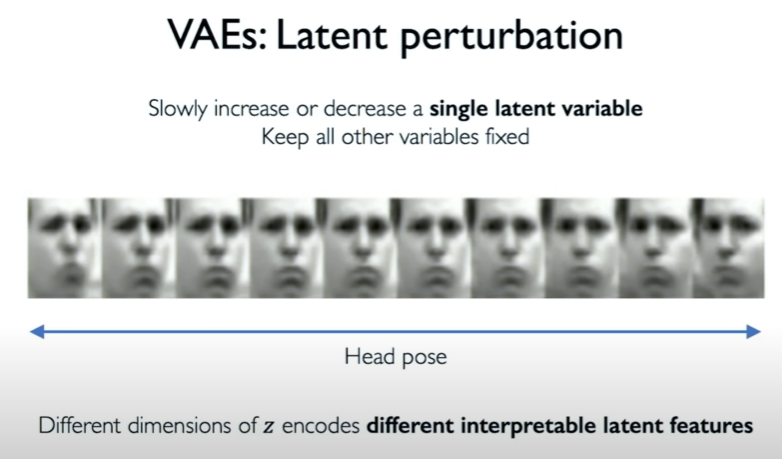 VAEs: Latent perturbation
Slowly increase or decrease a single latent variable
Keep all other variables fixed
Head pose
Different dimensions of z encodes different interpretable latent features